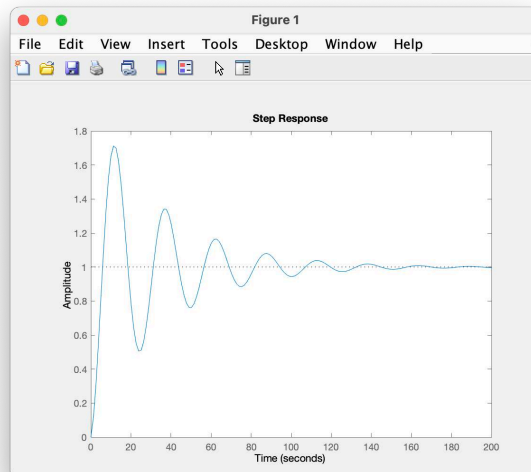 Figure 1
File Edit View Insert Tools Desktop Window Help
Step Response
1.8
1.6
1.4
1.2
1
0.8
0.6
0.4
0.2
0
Amplitude
0 20 40 60 80 100 120 140 160 180 200
Time (seconds)